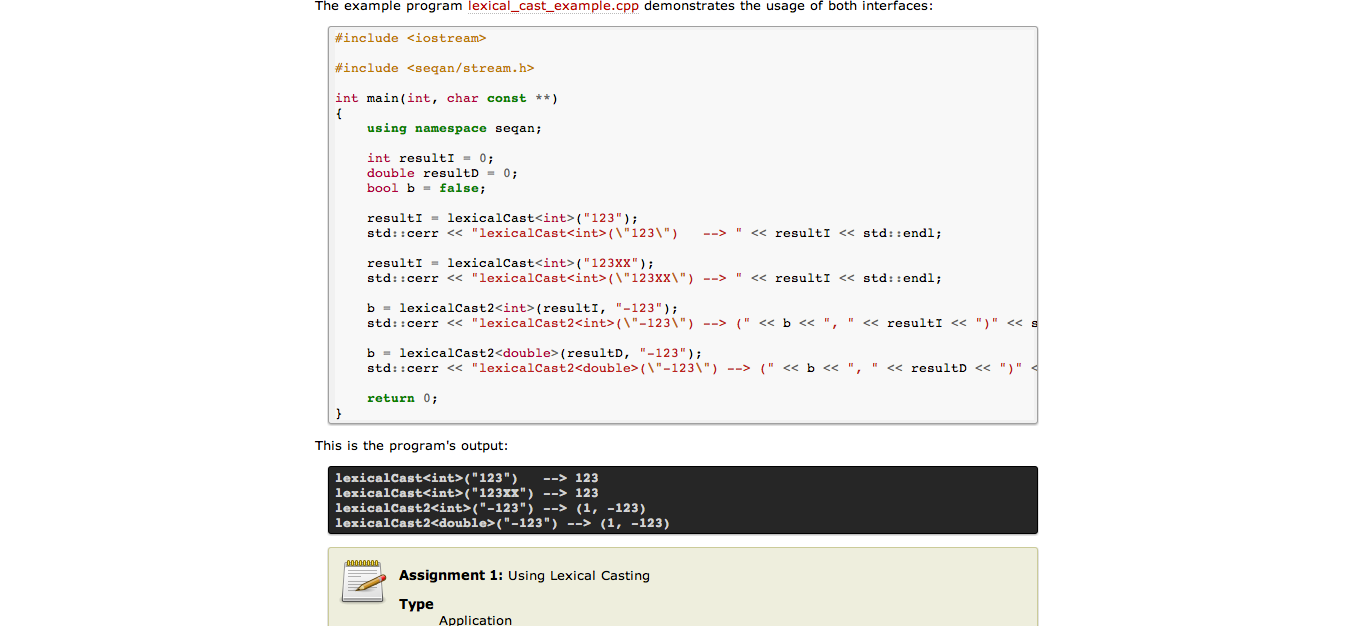 The example program lexical_cast_example.cpp demonstrates the usage of both interfaces:
#include <iostream>
#include <seqan/stream.h>
int main(int, char const **)
{
    using namespace seqan;
    int resultI = 0;
    double resultD = 0;
    bool b = false;
    resultI = lexicalCast<int>("123");
    std::cerr << "lexicalCast<int>(\"123\")   --> " << resultI << std::endl;
    resultI = lexicalCast<int>("123XX");
    std::cerr << "lexicalCast<int>(\"123XX\") --> " << resultI << std::endl;
    b = lexicalCast2<int>(resultI, "-123");
    std::cerr << "lexicalCast2<int>(\"-123\") --> (" << b << ", " << resultI << ")" << s
    b = lexicalCast2<double>(resultD, "-123");
    std::cerr << "lexicalCast2<double>(\"-123\") --> (" << b << ", " << resultD << ")" <
    return 0;
}
This is the program's output:
lexicalCast<int>("123")   --> 123
lexicalCast<int>("123XX") --> 123
lexicalCast2<int>("-123") --> (1, -123)
lexicalCast2<double>("-123") --> (1, -123)
Assignment 1: Using Lexical Casting
Type
Application